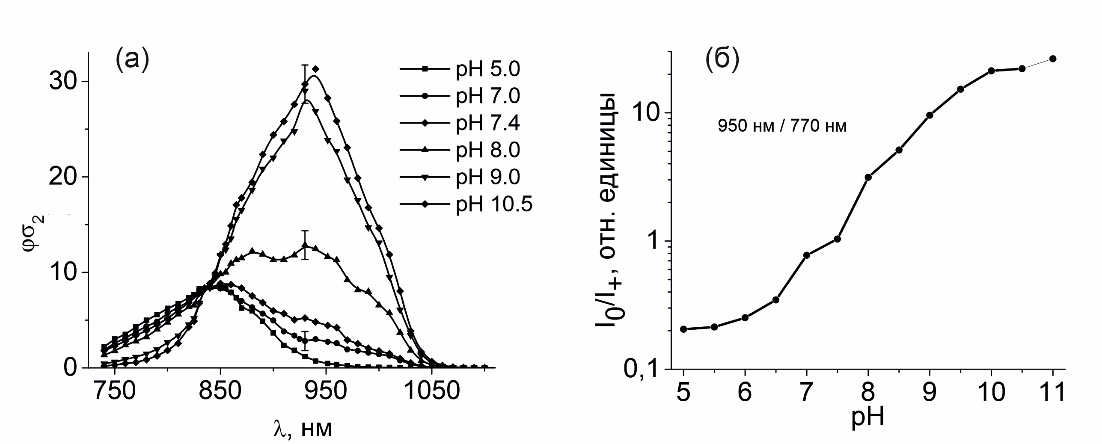 (а)
pH 5.0
pH 7.0
pH 7.4
pH 8.0
pH 9.0
pH 10.5
30
20
10
0
φσ2
750 850 950 1050
λ, нм
(б)
950 нм / 770 нм
10
1
0,1
I0/I+, отн. единицы
5 6 7 8 9 10 11
pH